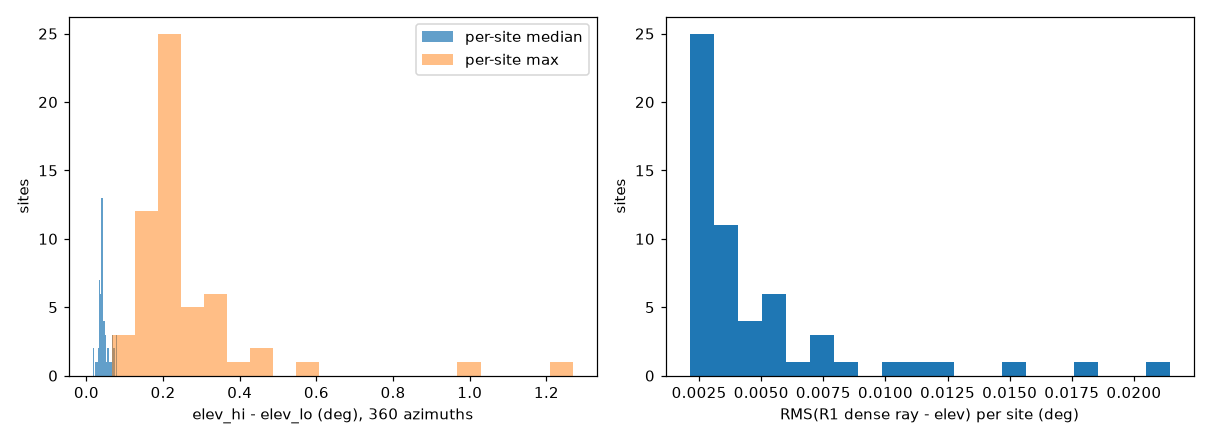 per-site median
per-site max
25
20
15
10
5
0
sites
0.0 0.2 0.4 0.6 0.8 1.0 1.2
elev_hi - elev_lo (deg), 360 azimuths
25
20
15
10
5
0
sites
0.0025 0.0050 0.0075 0.0100 0.0125 0.0150 0.0175 0.0200
RMS(R1 dense ray - elev) per site (deg)